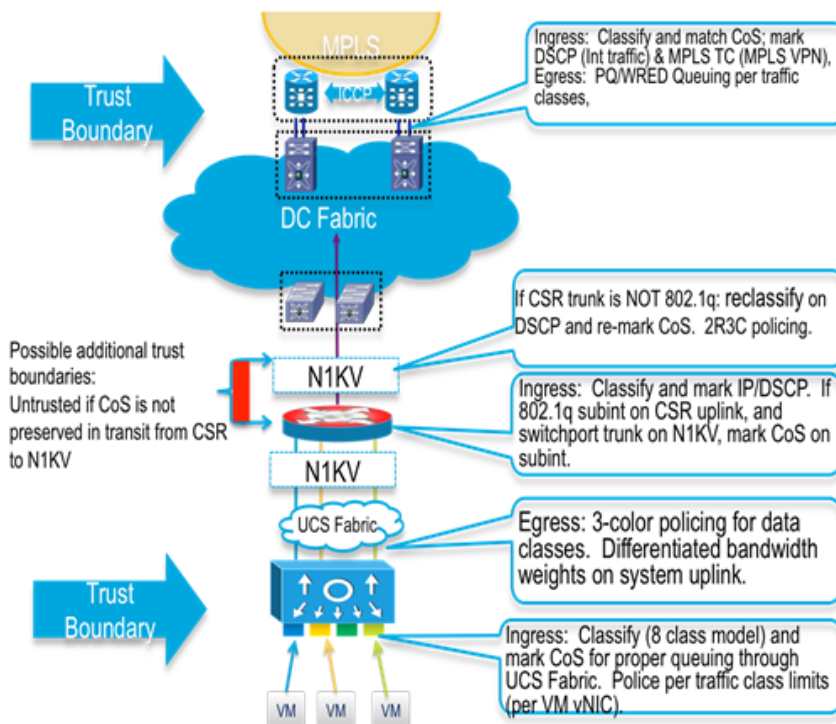 MPLS
ICCP
Trust
Boundary
Ingress: Classify and match CoS; mark
DSCP (Int traffic) & MPLS TC (MPLS VPN),
Egress: PQ/WRED Queuing per traffic
classes,
DC Fabric
If CSR trunk is NOT 802.1q: reclassify on
DSCP and re-mark CoS. 2R3C policing.
Possible additional trust
boundaries:
Untrusted if CoS is not
preserved in transit from CSR
to N1KV
N1KV
Ingress: Classify and mark IP/DSCP. If
802.1q subint on CSR uplink, and
switchport trunk on N1KV, mark CoS on
subint.
N1KV
UCS Fabric
Egress: 3-color policing for data
classes. Differentiated bandwidth
weights on system uplink.
Trust
Boundary
Ingress: Classify (8 class model) and
mark CoS for proper queuing through
UCS Fabric. Police per traffic class limits
(per VM vNIC).
VM
VM
VM